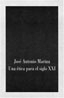 José Antonio Marina
Una ética para el siglo XXI